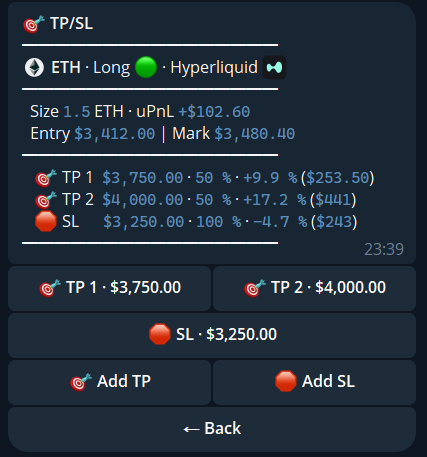 🎯 TP/SL
ETH · Long 🟢 · Hyperliquid
Size 1.5 ETH · uPnL +$102.60
Entry $3,412.00 | Mark $3,480.40
🎯 TP 1 $3,750.00 · 50 % · +9.9 % ($253.50)
🎯 TP 2 $4,000.00 · 50 % · +17.2 % ($441)
🛑 SL $3,250.00 · 100 % · −4.7 % ($243)
23:39
🎯 TP 1 · $3,750.00
🎯 TP 2 · $4,000.00
🛑 SL · $3,250.00
🎯 Add TP
🛑 Add SL
← Back